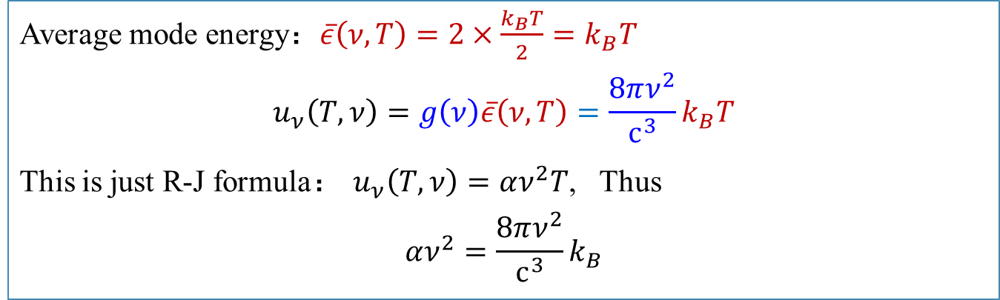 Average mode energy： ϵ̄(ν, T) = 2 × k_BT/2 = k_BT
u_ν(T, ν) = g(ν)ϵ̄(ν, T) = 8πν²/c³ k_BT
This is just R-J formula： u_ν(T, ν) = αν²T, Thus
αν² = 8πν²/c³ k_B